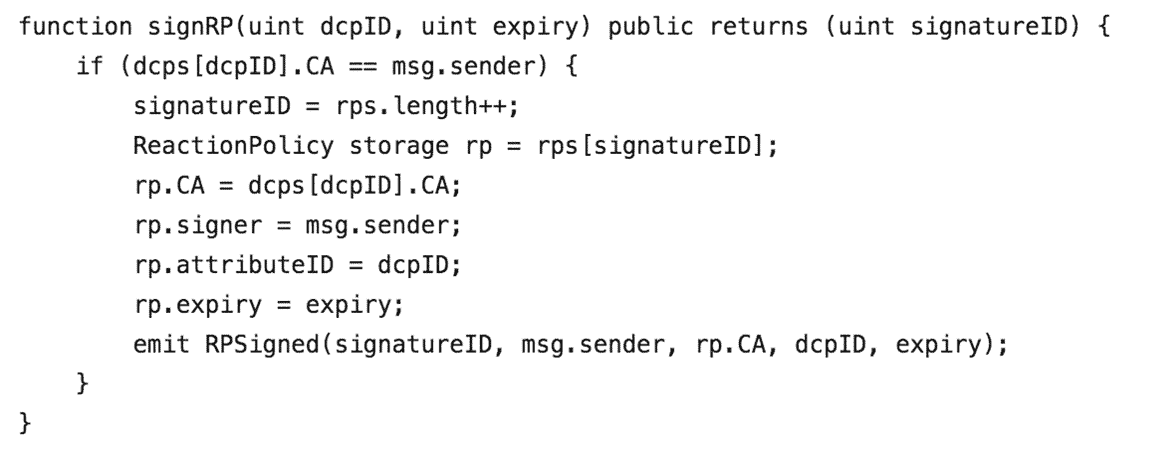 function signRP(uint dcpID, uint expiry) public returns (uint signatureID) {
    if (dcps[dcpID].CA == msg.sender) {
        signatureID = rps.length++;
        ReactionPolicy storage rp = rps[signatureID];
        rp.CA = dcps[dcpID].CA;
        rp.signer = msg.sender;
        rp.attributeID = dcpID;
        rp.expiry = expiry;
        emit RPSigned(signatureID, msg.sender, rp.CA, dcpID, expiry);
    }
}